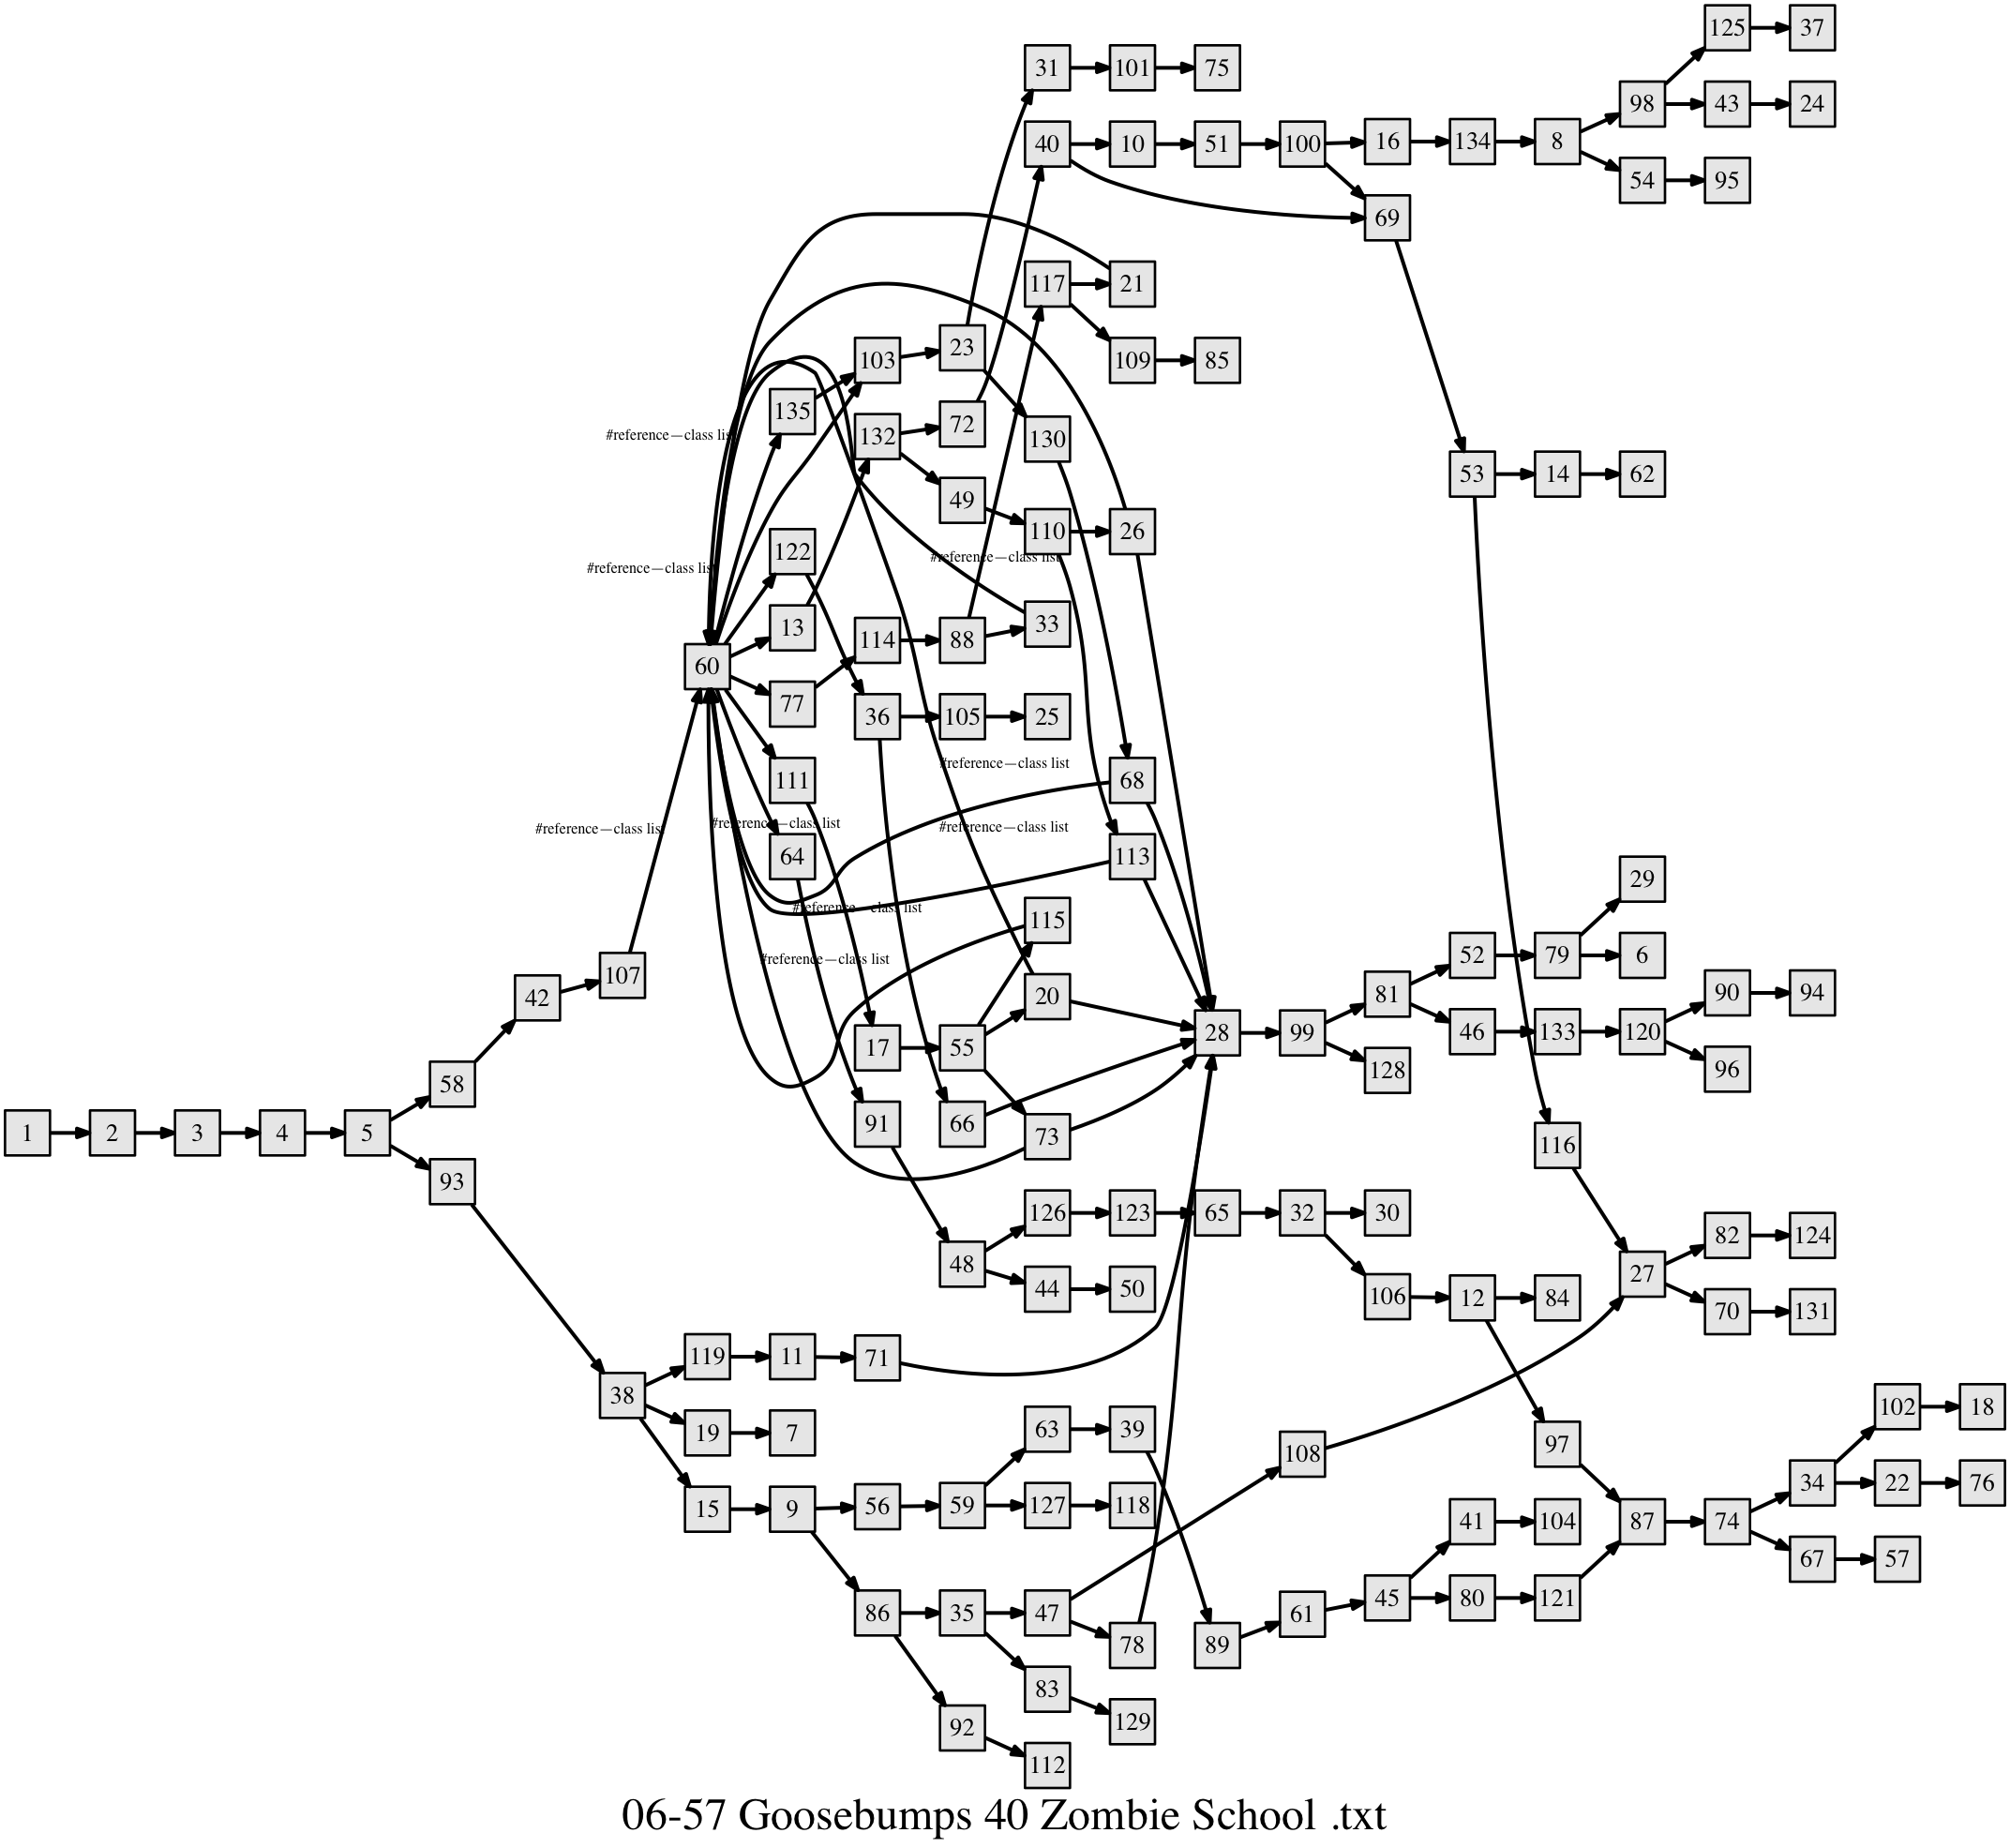 125 37
31 101 75
98 43 24
40 10 51 100 16 134 8
54 95
69
117 21
103 23 109 85
135
#reference—class list 132 72 130
53 14 62
49
110 26
122
#reference—class list #reference—class list
13 114 88 33
60
77 36 105 25
#reference—class list
111 68
#reference—class list #reference—class list #reference—class list
64 113
29
#reference—class list
115
52 79 6
#reference—class list
107 42 20 81 90 94
17 55 28 99 46 133 120
58 128 96
1 2 3 4 5 91 66 73 116
93
126 123 65 32 30 82 124
48 27
44 50 106 12 84 70 131
119 11 71
38 102 18
19 7 63 39 97
108
34 22 76
15 9 56 59 127 118 41 104 87 74
67 57
86 35 47 61 45 80 121
78 89
83
92 129
112
06-57 Goosebumps 40 Zombie School .txt